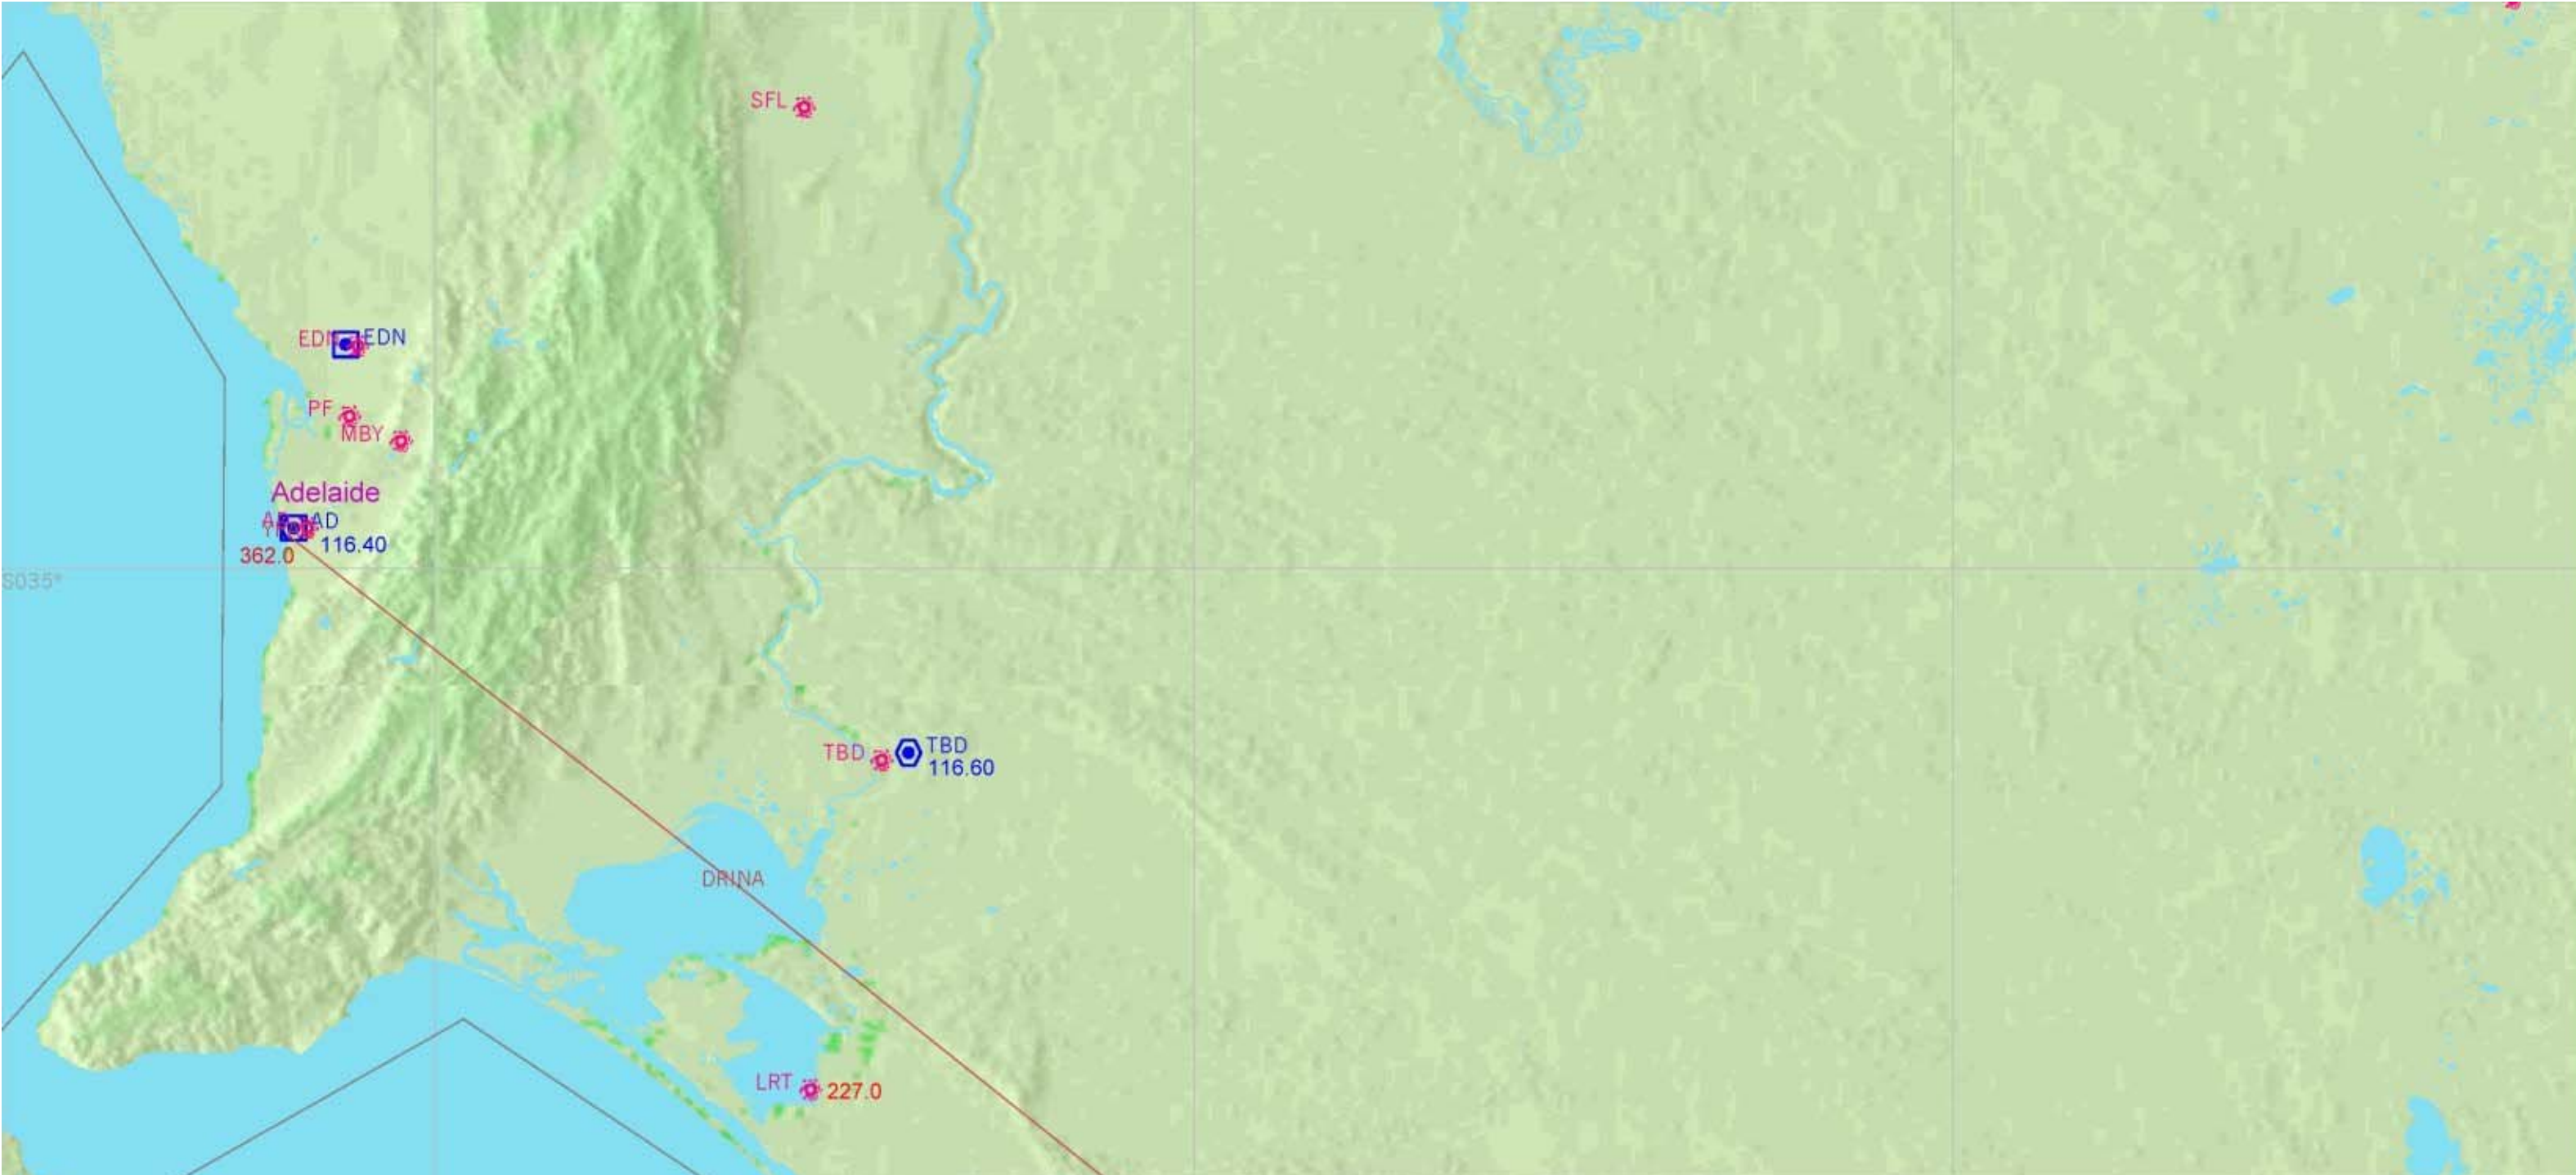 SFL
EDN EDN
PF
MBY
Adelaide
AD
116.40
362.0
S035°
TBD TBD
116.60
DRINA
LRT 227.0